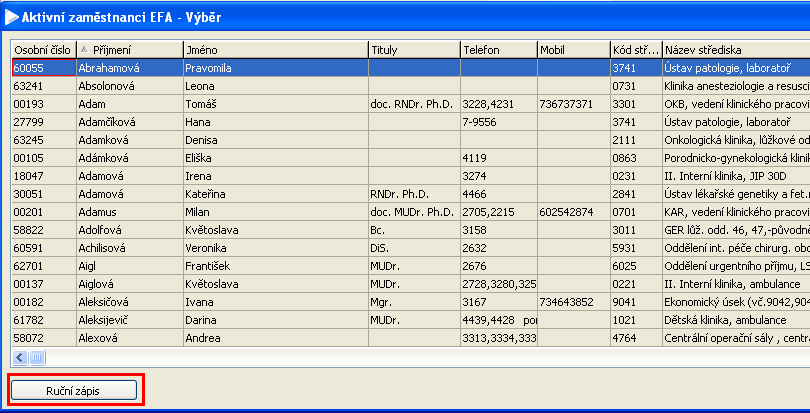 Aktivní zaměstnanci EFA - Výběr
Osobní číslo Příjmení Jméno Tituly Telefon Mobil Kód stř... Název střediska
60055 Abrahamová Pravomila 3741 Ústav patologie, laboratoř
63241 Absolonová Leona 0731 Klinika anesteziologie a resusci
00193 Adam Tomáš doc. RNDr. Ph.D. 3228,4231 736737371 3301 OKB, vedení klinického pracovi
27799 Adamčíková Hana 7-9556 3741 Ústav patologie, laboratoř
63245 Adamková Denisa 2111 Onkologická klinika, lůžkové od
00105 Adámková Eliška 4119 0863 Porodnicko-gynekologická klinik
18047 Adamová Irena 3274 0231 II. Interní klinika, JIP 30D
30051 Adamová Kateřina RNDr. Ph.D. 4466 2841 Ústav lékařské genetiky a fet.m
00201 Adamus Milan doc. MUDr. Ph.D. 2705,2215 602542874 0701 KAR, vedení klinického pracovi
58822 Adolfová Květoslava Bc. 3158 3011 GER lůž. odd. 46, 47,-původně
60591 Achilisová Veronika DiS. 2632 5931 Oddělení int. péče chirurg. obo
62701 Aigl František MUDr. 2676 6025 Oddělení urgentního příjmu, LS
00137 Aiglová Květoslava MUDr. 2728,3280,325 0221 II. Interní klinika, ambulance
00182 Aleksičová Ivana Mgr. 3167 734643852 9041 Ekonomický úsek (vč.9042,904
61782 Aleksijevič Darina MUDr. 4439,4428 por 1021 Dětská klinika, ambulance
58072 Alexová Andrea 3313,3334,333 4764 Centrální operační sály , centra
Ruční zápis